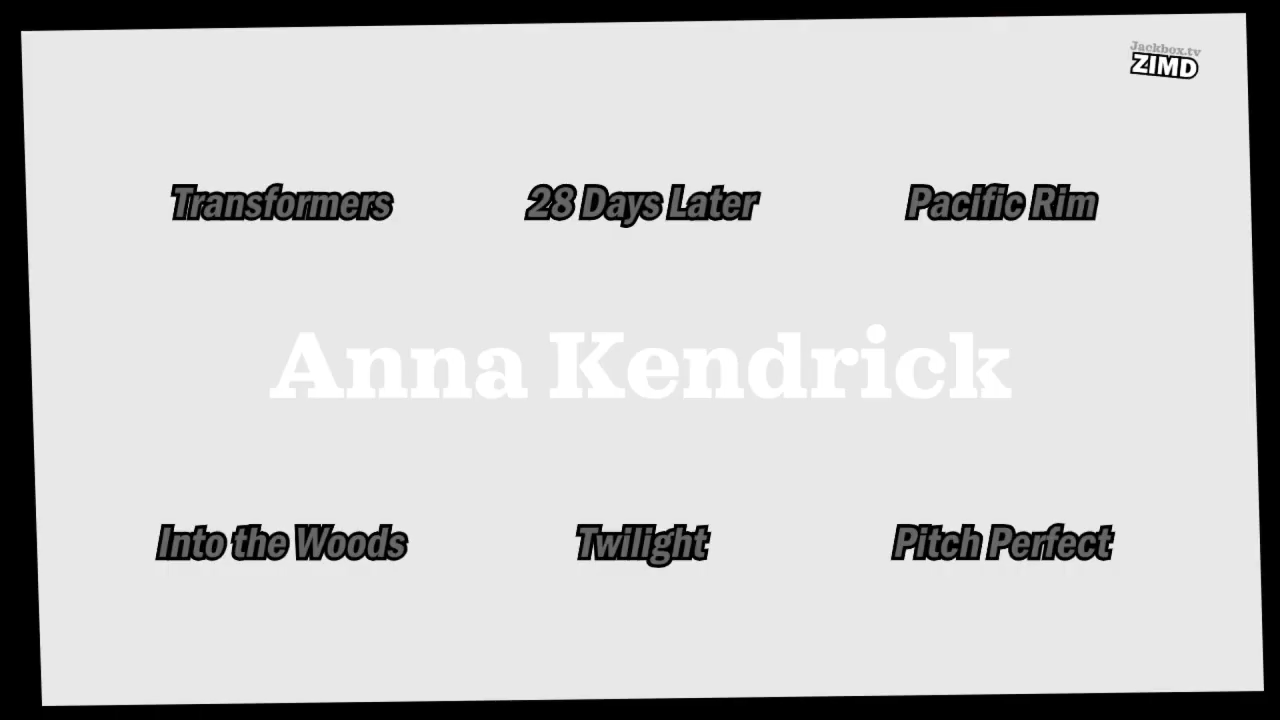 Jackbox.tv
ZIMD
Transformers
28 Days Later
Pacific Rim
Anna Kendrick
Into the Woods
Twilight
Pitch Perfect